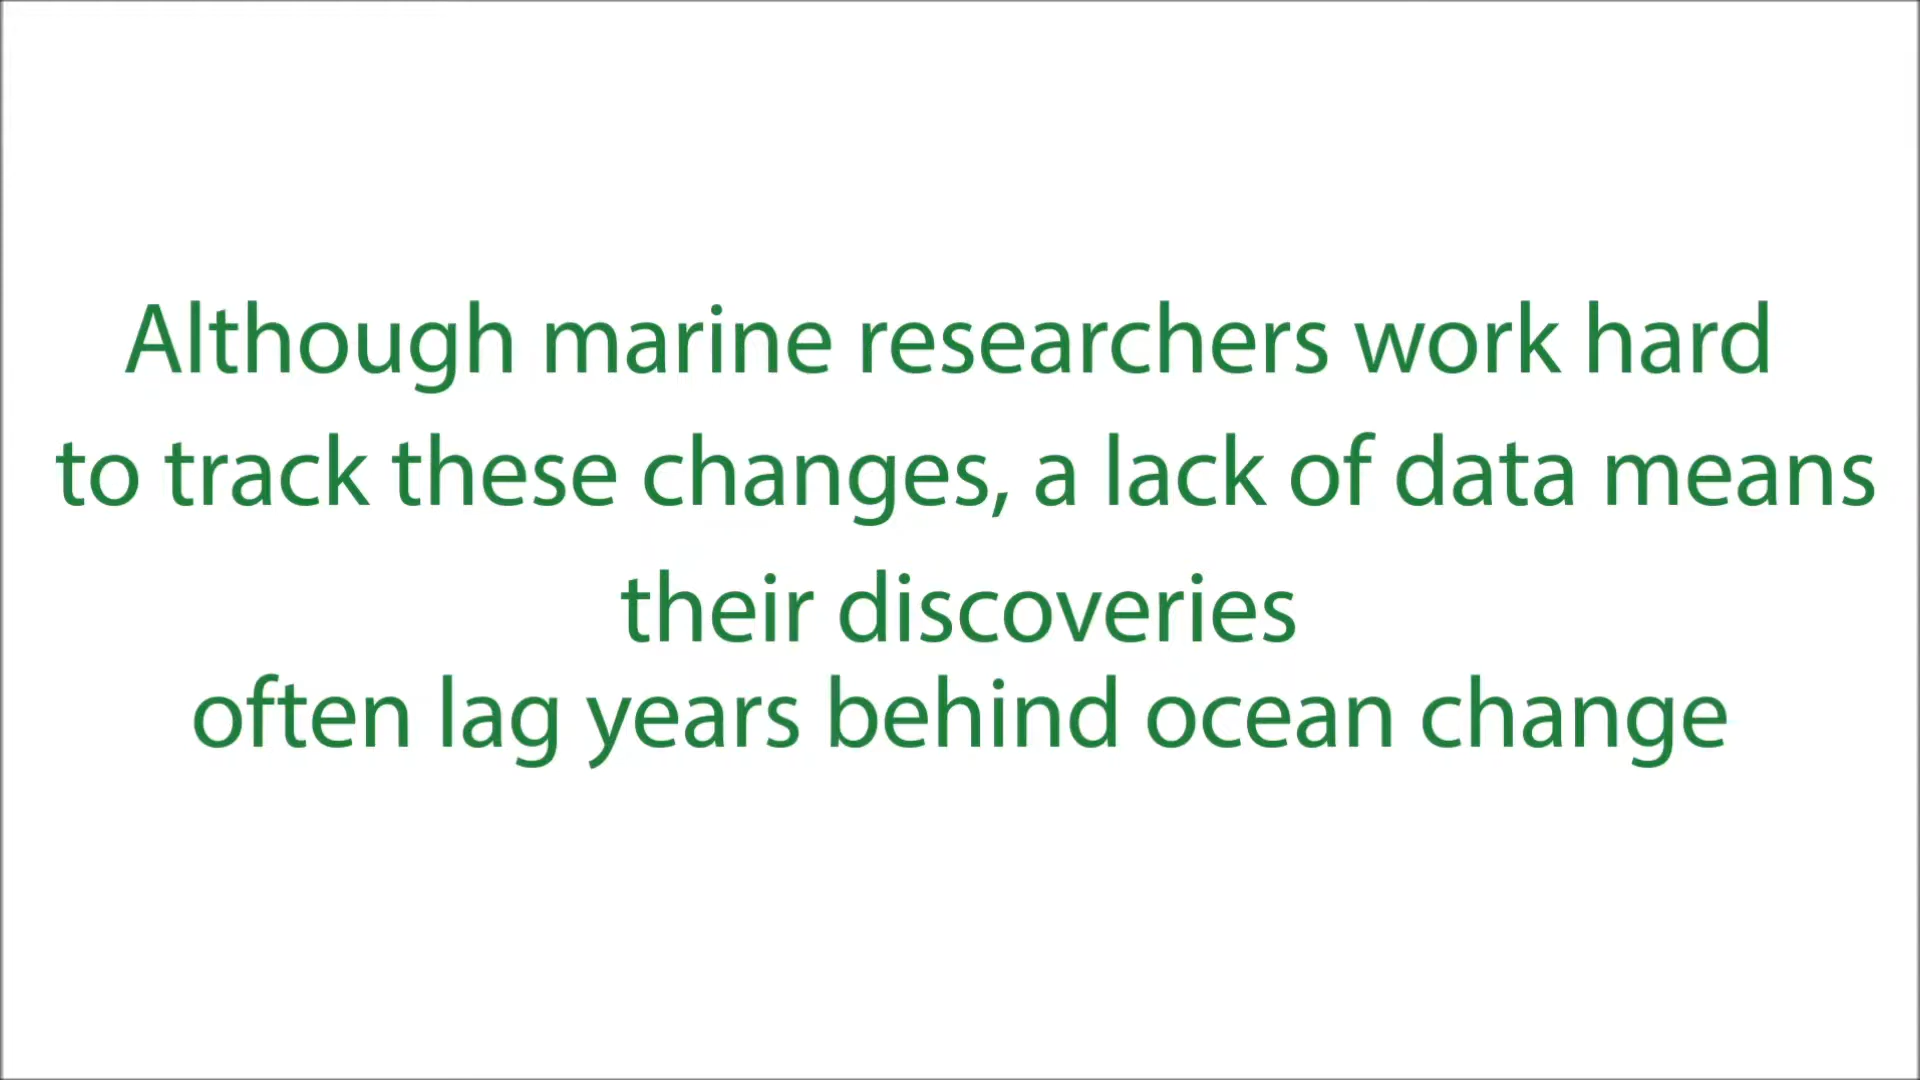 Although marine researchers work hard
to track these changes, a lack of data means
their discoveries
often lag years behind ocean change